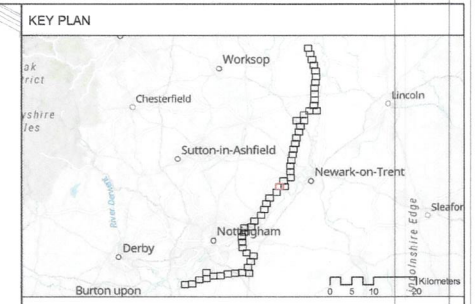 KEY PLAN
Worksop
ak
trict
Chesterfield
Lincoln
yshire
les
Sutton-in-Ashfield
Newark-on-Trent
River Derwent
Lincolnshire Edge
Sleafor
Nottingham
Derby
Kilometers
0 5 10 20
Burton upon